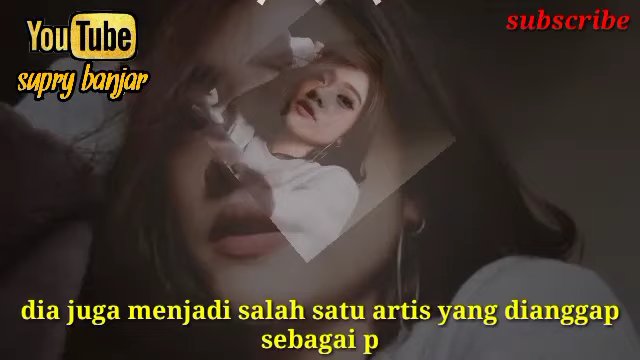 YouTube
subscribe
supry banjar
dia juga menjadi salah satu artis yang dianggap
sebagai p